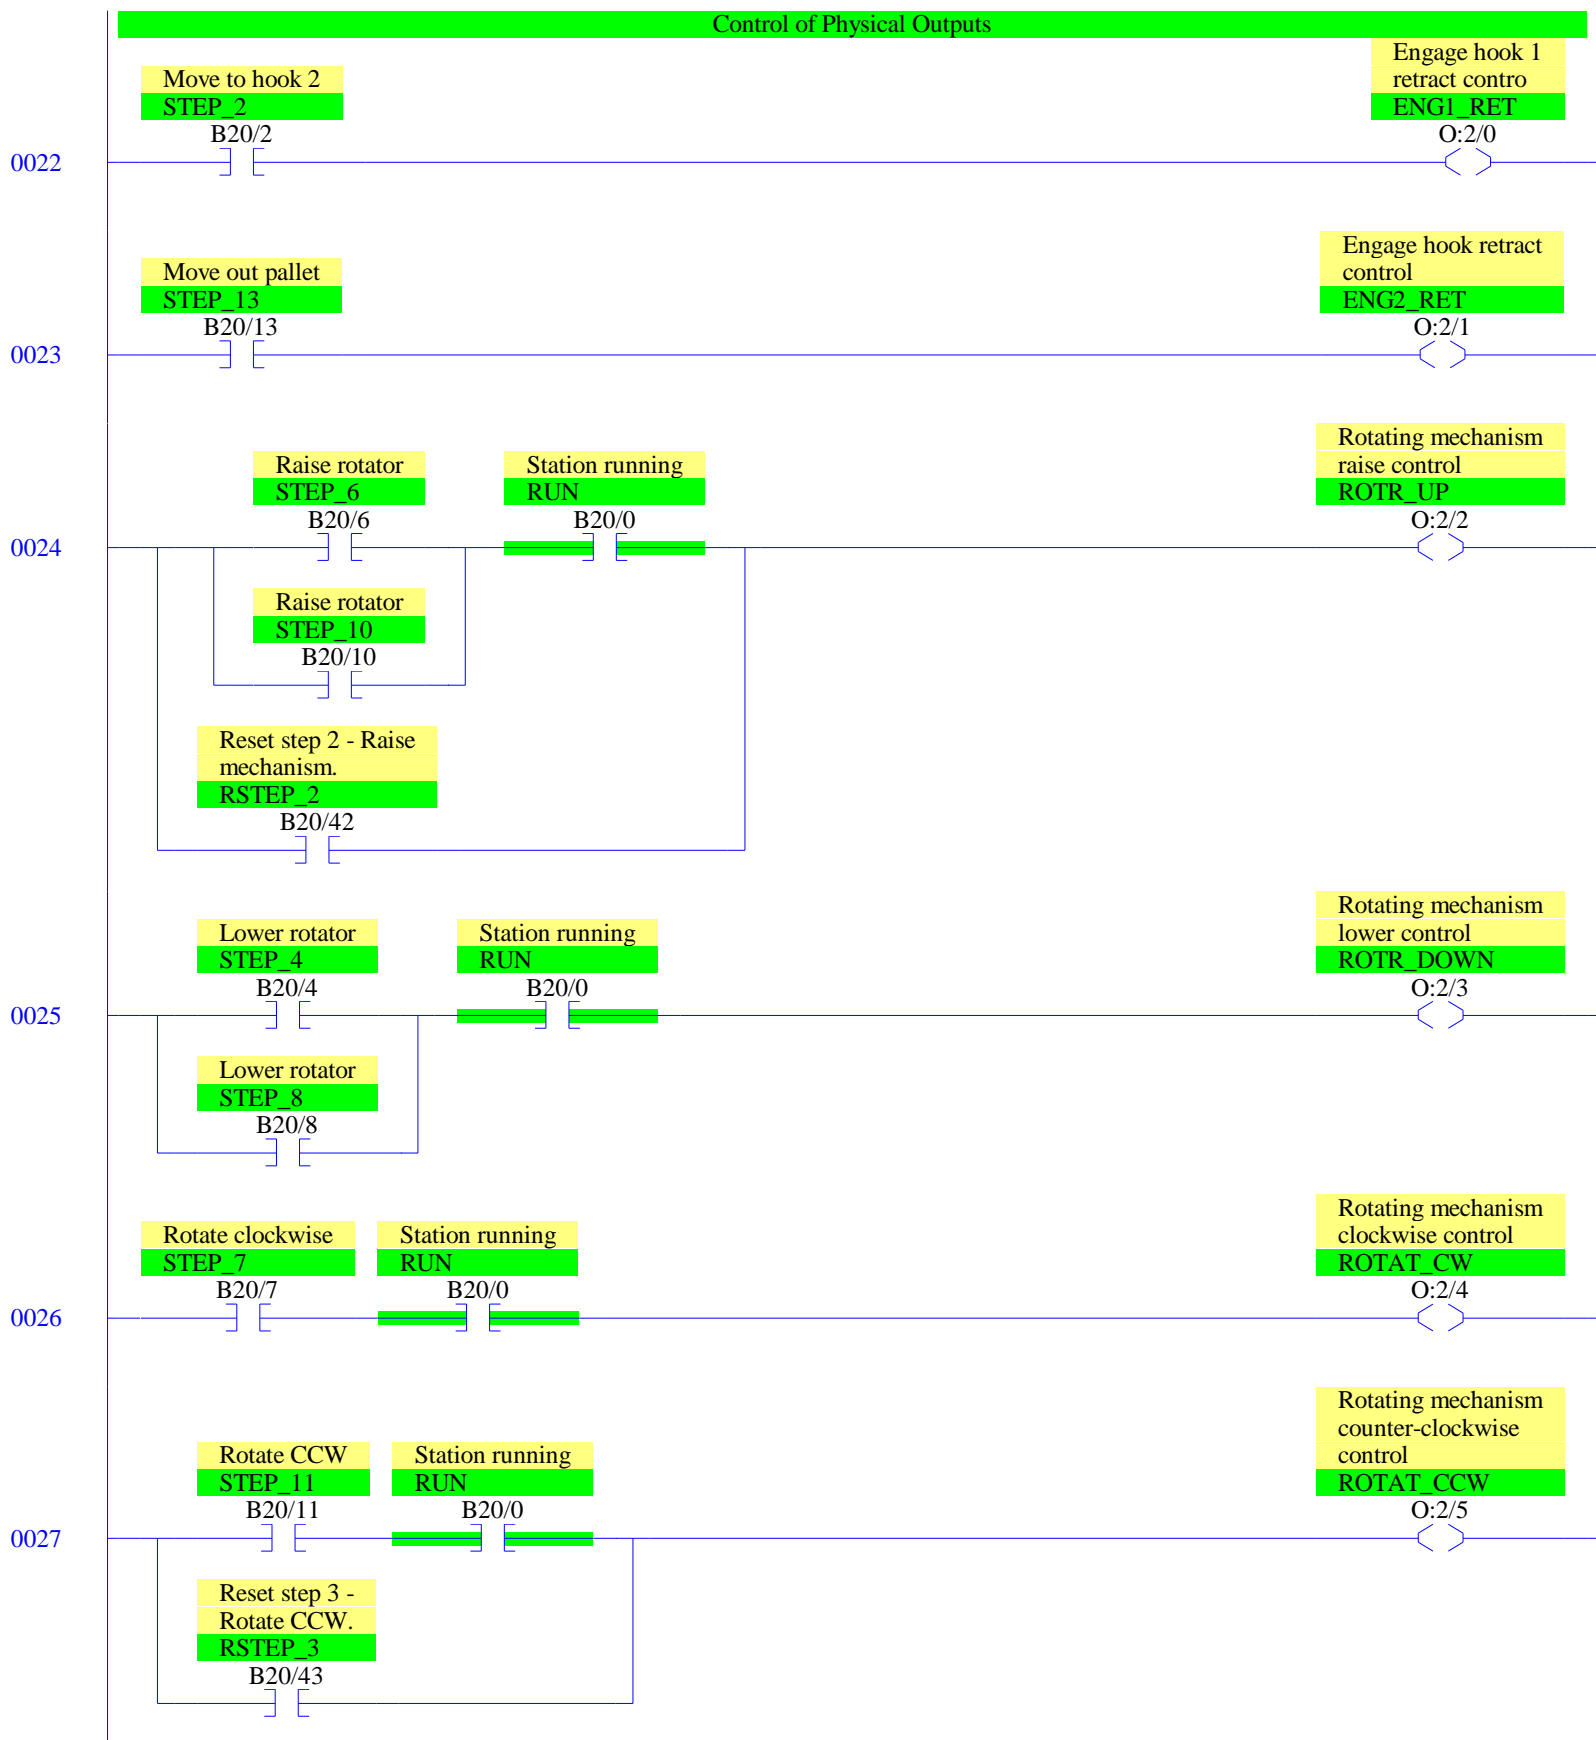 Control of Physical Outputs
Move to hook 2
STEP_2
B20/2
Engage hook 1
retract contro
ENG1_RET
O:2/0
0022
Move out pallet
STEP_13
B20/13
Engage hook retract
control
ENG2_RET
O:2/1
0023
Raise rotator
STEP_6
B20/6
Station running
RUN
B20/0
Rotating mechanism
raise control
ROTR_UP
O:2/2
0024
Raise rotator
STEP_10
B20/10
Reset step 2 - Raise
mechanism.
RSTEP_2
B20/42
Lower rotator
STEP_4
B20/4
Station running
RUN
B20/0
Rotating mechanism
lower control
ROTR_DOWN
O:2/3
0025
Lower rotator
STEP_8
B20/8
Rotate clockwise
STEP_7
B20/7
Station running
RUN
B20/0
Rotating mechanism
clockwise control
ROTAT_CW
O:2/4
0026
Rotate CCW
STEP_11
B20/11
Station running
RUN
B20/0
Rotating mechanism
counter-clockwise
control
ROTAT_CCW
O:2/5
0027
Reset step 3 -
Rotate CCW.
RSTEP_3
B20/43